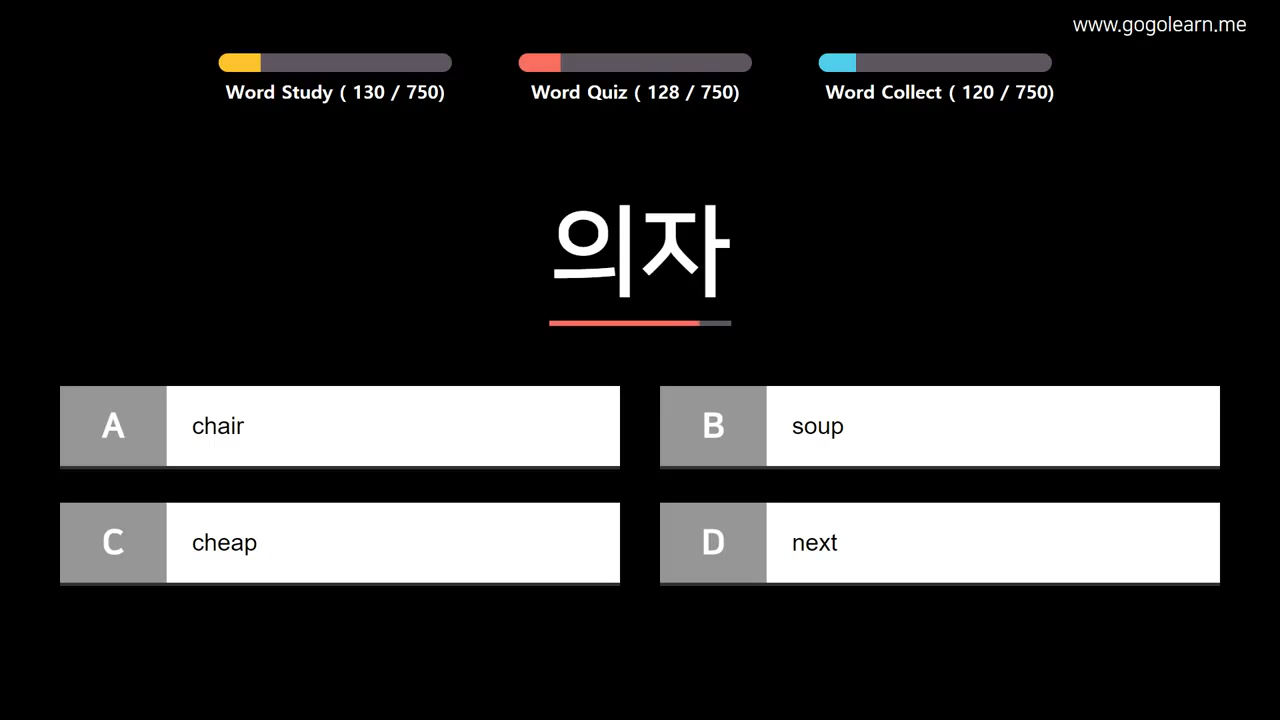 www.gogolearn.me
Word Study ( 130 / 750)
Word Quiz ( 128 / 750)
Word Collect ( 120 / 750)
의자
A chair
B soup
C cheap
D next